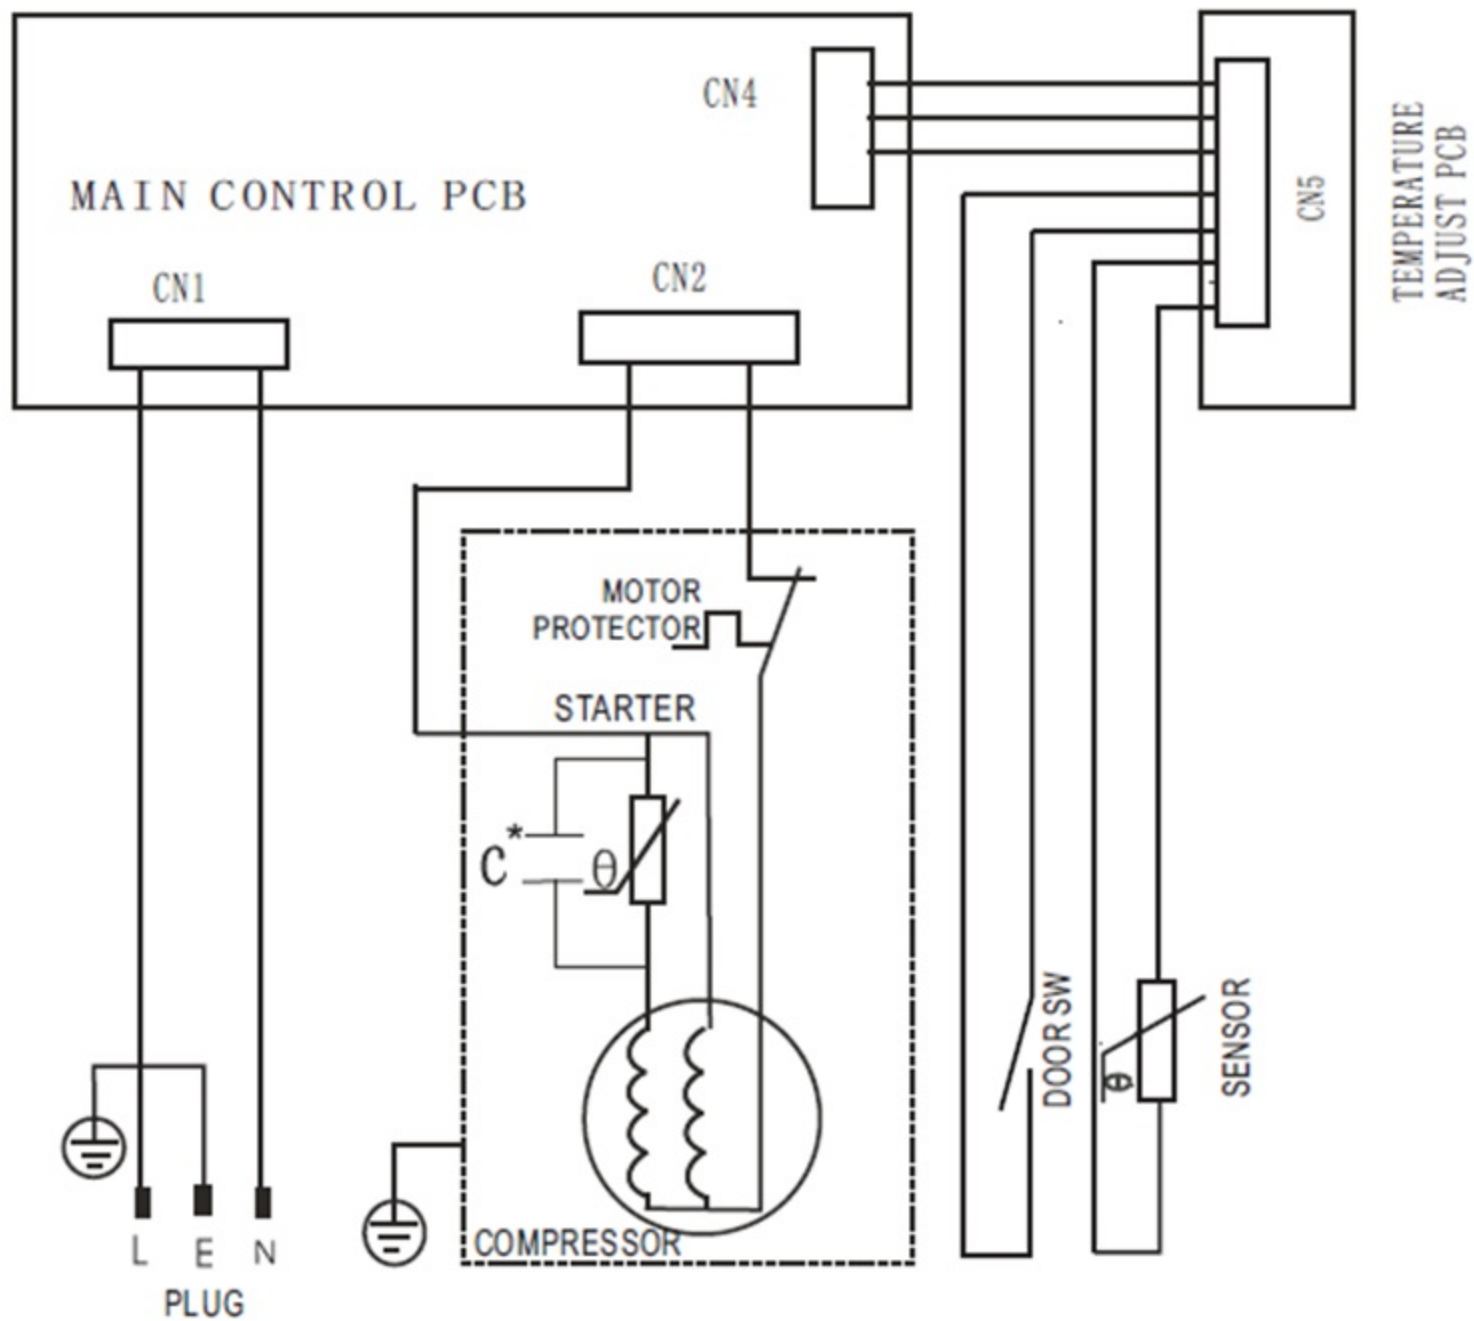 CN4
MAIN CONTROL PCB
CN5
TEMPERATURE
ADJUST PCB
CN1
CN2
MOTOR
PROTECTOR
STARTER
C*
θ
DOOR SW
θ
SENSOR
COMPRESSOR
L E N
PLUG